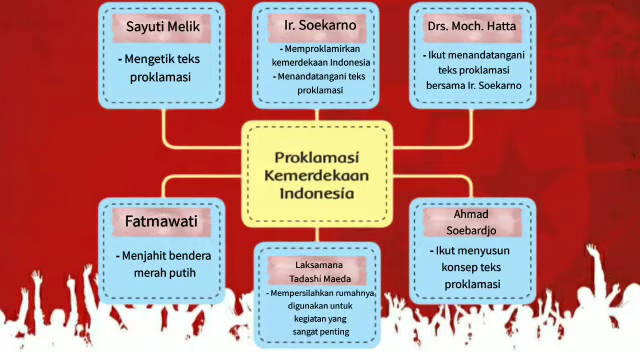 Sayuti Melik
- Mengetik teks
proklamasi
Ir. Soekarno
- Memproklamirkan
kemerdekaan Indonesia
- Menandatangani teks
proklamasi
Drs. Moch. Hatta
- Ikut menandatangani
teks proklamasi
bersama Ir. Soekarno
Proklamasi
Kemerdekaan
Indonesia
Fatmawati
- Menjahit bendera
merah putih
Laksamana
Tadashi Maeda
- Mempersilahkan rumahnya
digunakan untuk
kegiatan yang
sangat penting
Ahmad
Soebardjo
- Ikut menyusun
konsep teks
proklamasi